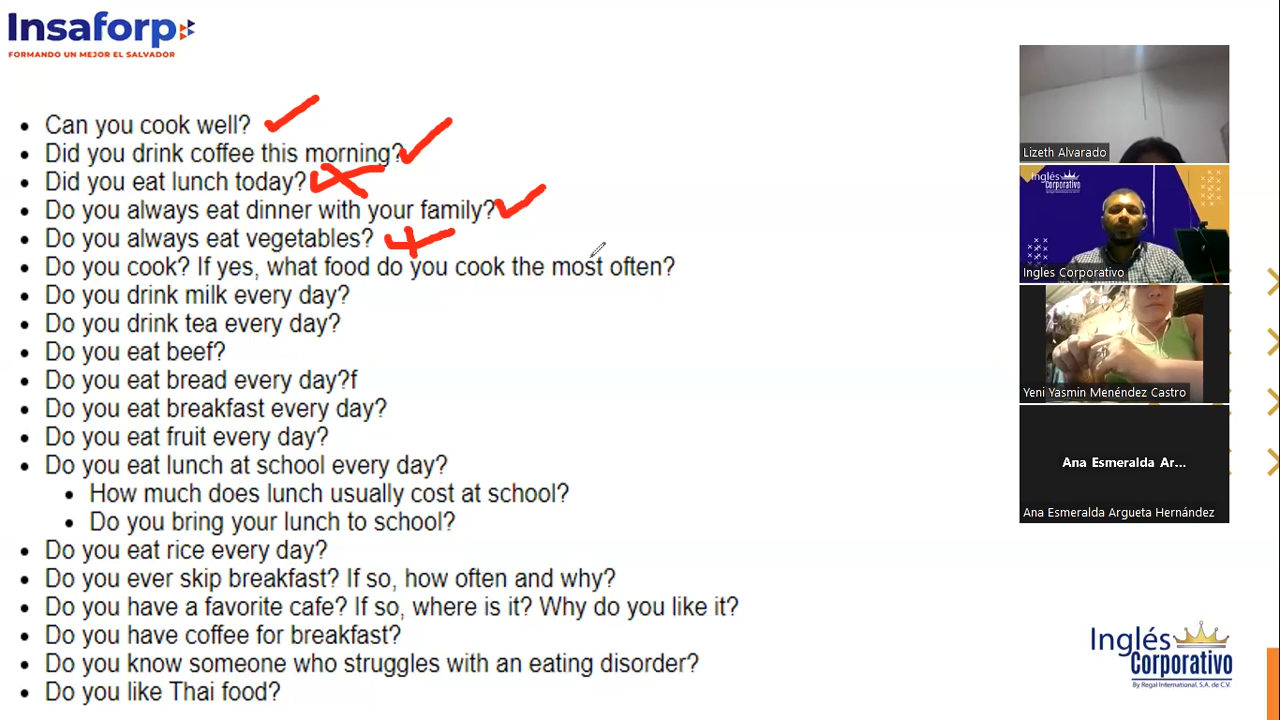 Insaforp
FORMANDO UN MEJOR EL SALVADOR
Can you cook well?
Did you drink coffee this morning?
Did you eat lunch today?
Do you always eat dinner with your family?
Do you always eat vegetables?
Do you cook? If yes, what food do you cook the most often?
Do you drink milk every day?
Do you drink tea every day?
Do you eat beef?
Do you eat bread every day?f
Do you eat breakfast every day?
Do you eat fruit every day?
Do you eat lunch at school every day?
How much does lunch usually cost at school?
Do you bring your lunch to school?
Do you eat rice every day?
Do you ever skip breakfast? If so, how often and why?
Do you have a favorite cafe? If so, where is it? Why do you like it?
Do you have coffee for breakfast?
Do you know someone who struggles with an eating disorder?
Do you like Thai food?
Lizeth Alvarado
Inglés
Corporativo
Ingles Corporativo
Yeni Yasmin Menéndez Castro
Ana Esmeralda Ar...
Ana Esmeralda Argueta Hernández
Inglés
Corporativo
By Regal International, S.A. de C.V.